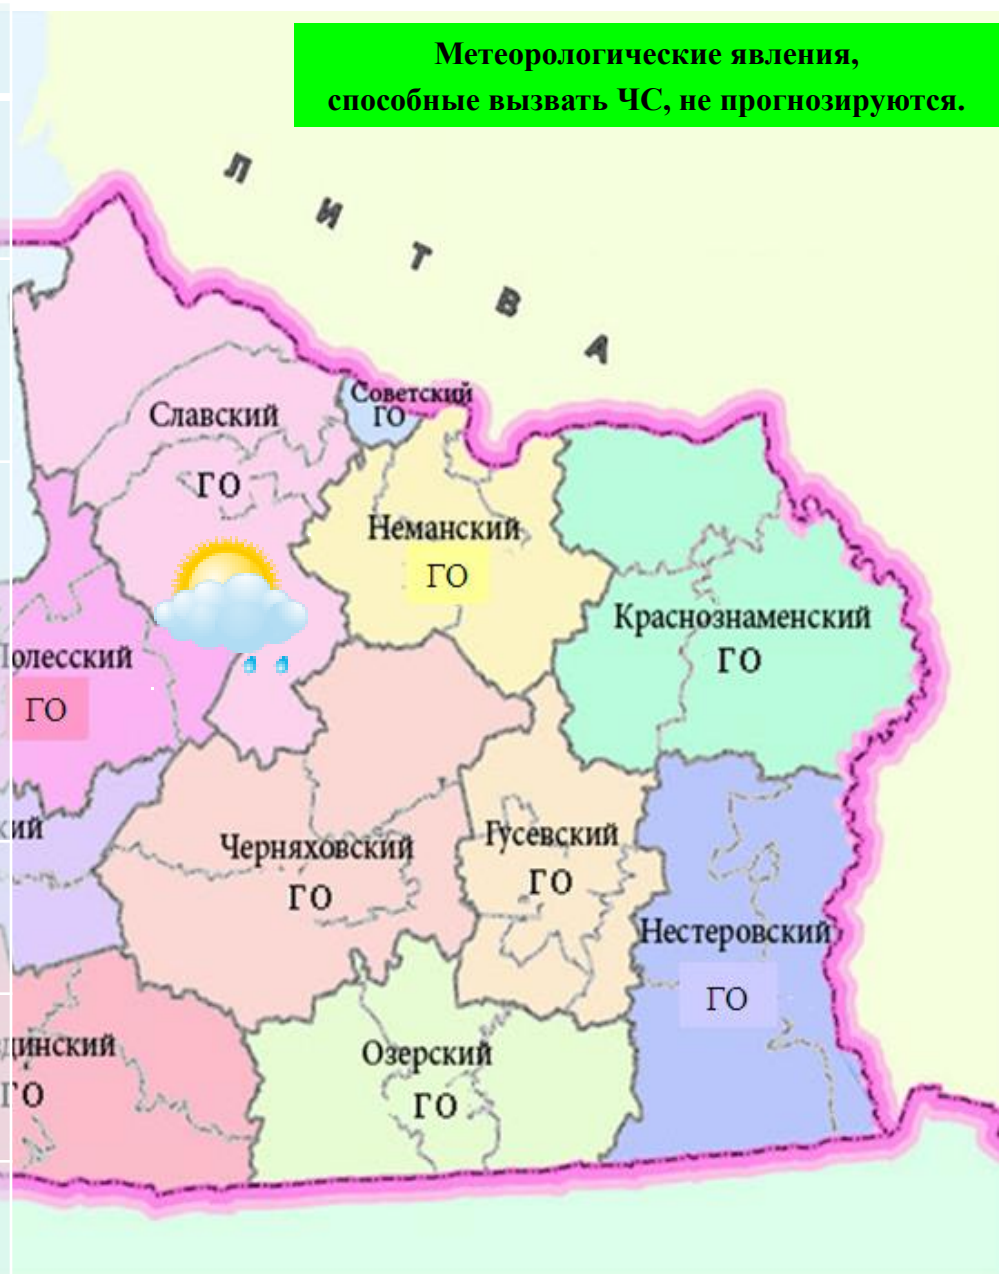 Метеорологические явления,
способные вызвать ЧС, не прогнозируются.
Л И Т В А
Советский
ГО
Славский
ГО
Неманский
ГО
Краснознаменский
ГО
олесский
ГО
кий
Черняховский
ГО
Гусевский
ГО
Нестеровский
ГО
динский
ГО
Озерский
ГО